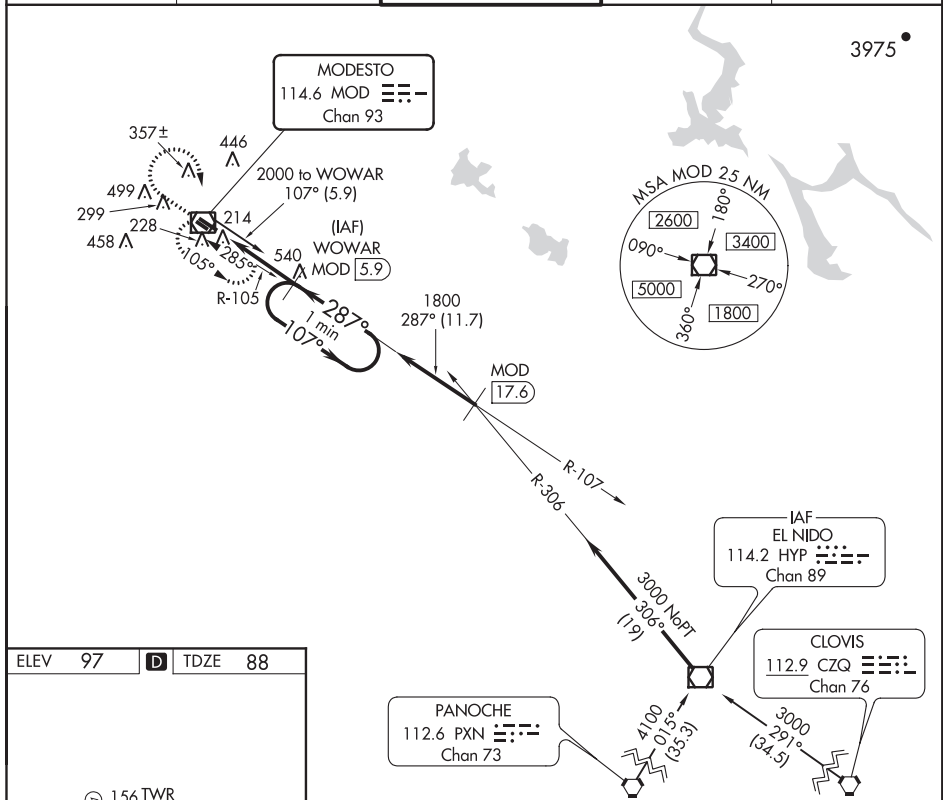 3975
MODESTO
114.6 MOD
Chan 93
357±
446
2000 to WOWAR
107° (5.9)
499
299
228
214
458
(IAF)
WOWAR
MOD 5.9
540
285°
105°
R-105
287°
1 min
107°
1800
287° (11.7)
MOD
17.6
MSA MOD 25 NM
180°
2600
3400
090°
270°
5000
1800
360°
R-107
R-306
IAF
EL NIDO
114.2 HYP
Chan 89
3000 NoPT
306°
(19)
CLOVIS
112.9 CZQ
Chan 76
PANOCHE
112.6 PXN
Chan 73
4100
015°
(35.3)
3000
291°
(34.5)
ELEV 97 D TDZE 88
156 TWR